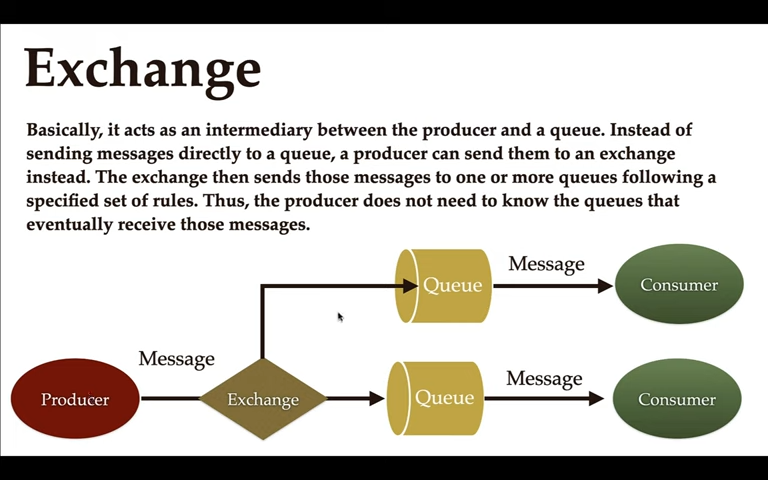 Exchange
Basically, it acts as an intermediary between the producer and a queue. Instead of
sending messages directly to a queue, a producer can send them to an exchange
instead. The exchange then sends those messages to one or more queues following a
specified set of rules. Thus, the producer does not need to know the queues that
eventually receive those messages.
Queue
Message
Consumer
Message
Producer
Exchange
Queue
Message
Consumer